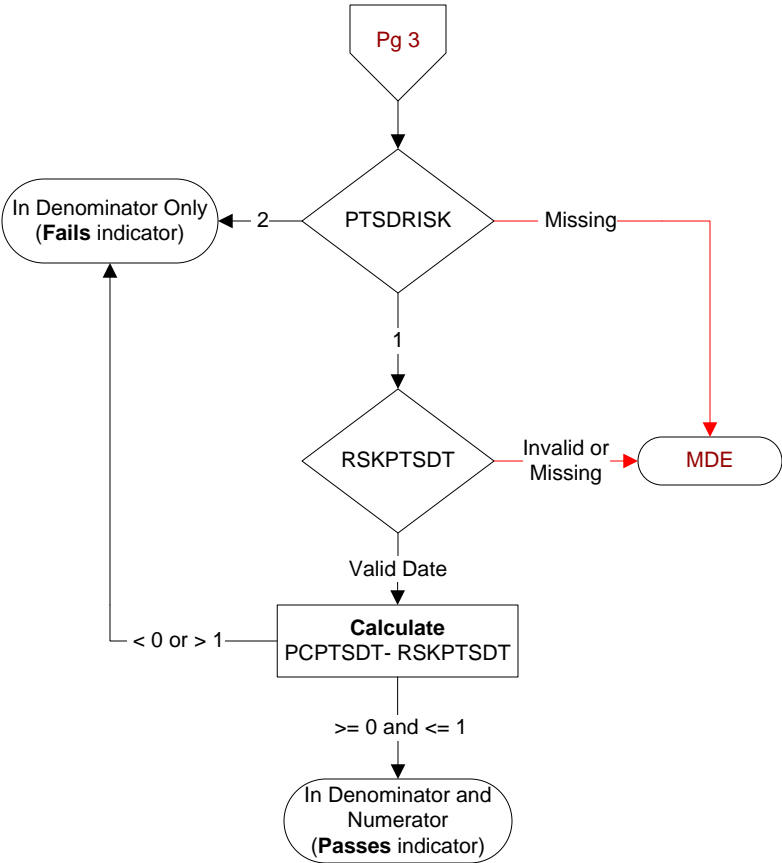 Pg 3
PTSDRISK
In Denominator Only
(Fails indicator)
2
Missing
1
RSKPTSDT
Invalid or
Missing
MDE
Valid Date
Calculate
PCPTSDT- RSKPTSDT
< 0 or > 1
>= 0 and <= 1
In Denominator and
Numerator
(Passes indicator)